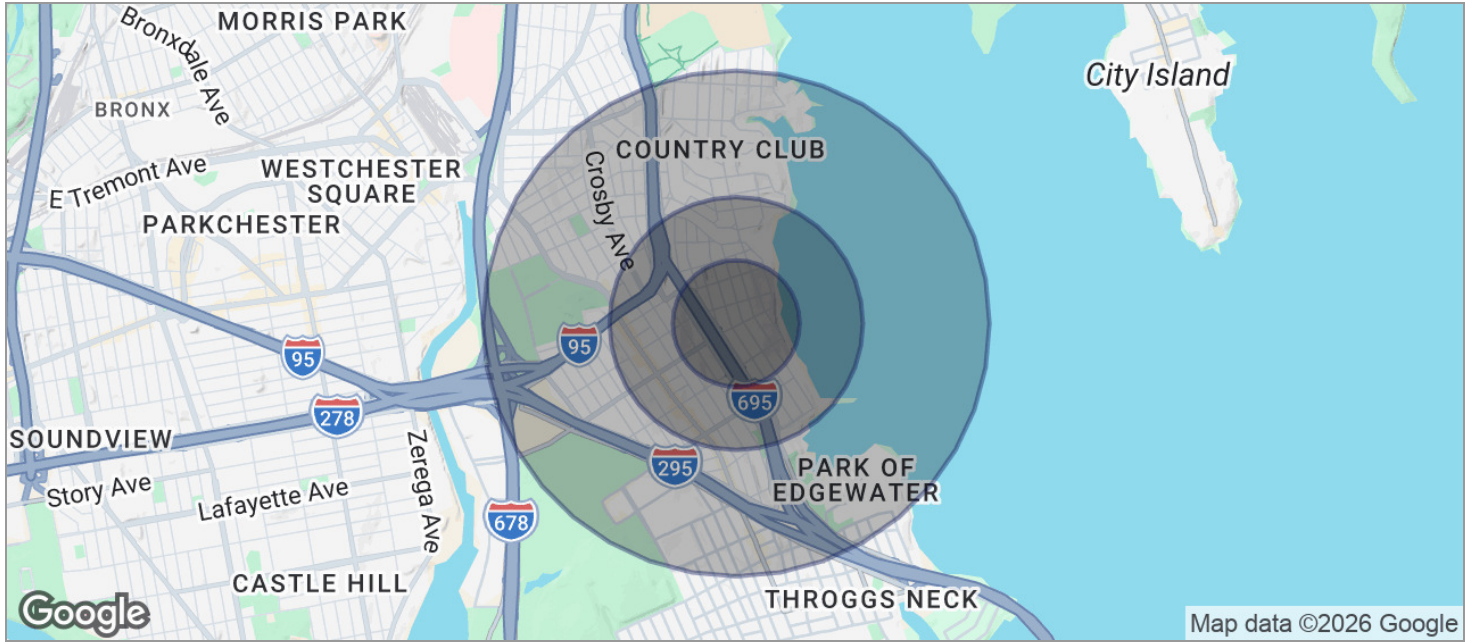 MORRIS PARK
Bronxdale Ave
City Island
BRONX
COUNTRY CLUB
E Tremont Ave
WESTCHESTER
SQUARE
Crosby Ave
PARKCHESTER
95
95
278
695
SOUNDVIEW
Zerega Ave
295
PARK OF
EDGEWATER
Story Ave
Lafayette Ave
678
CASTLE HILL
THROGGS NECK
Google
Map data ©2026 Google